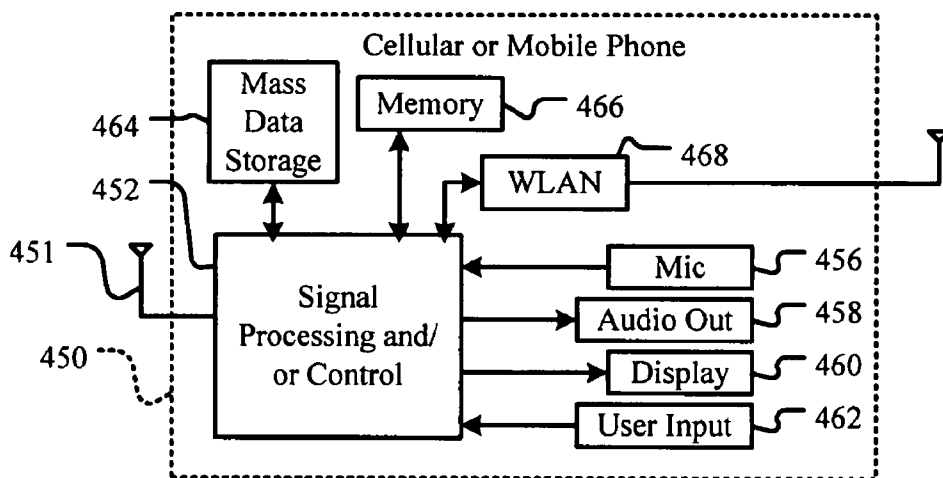 Cellular or Mobile Phone
Mass
Data
Storage
Memory
466
464
468
WLAN
452
451
Signal
Processing and/
or Control
Mic
456
Audio Out
458
450
Display
460
User Input
462